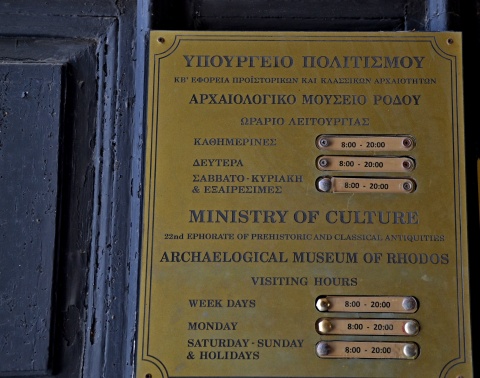 ΥΠΟΥΡΓΕΙΟ ΠΟΛΙΤΙΣΜΟΥ
ΚΒ' ΕΦΟΡΕΙΑ ΠΡΟΪΣΤΟΡΙΚΩΝ ΚΑΙ ΚΛΑΣΣΙΚΩΝ ΑΡΧΑΙΟΤΗΤΩΝ
ΑΡΧΑΙΟΛΟΓΙΚΟ ΜΟΥΣΕΙΟ ΡΟΔΟΥ
ΩΡΑΡΙΟ ΛΕΙΤΟΥΡΓΙΑΣ
ΚΑΘΗΜΕΡΙΝΕΣ 8:00 - 20:00
ΔΕΥΤΕΡΑ 8:00 - 20:00
ΣΑΒΒΑΤΟ - ΚΥΡΙΑΚΗ
& ΕΞΑΙΡΕΣΙΜΕΣ 8:00 - 20:00
MINISTRY OF CULTURE
22nd EPHORATE OF PREHISTORIC AND CLASSICAL ANTIQUITIES
ARCHAELOGICAL MUSEUM OF RHODOS
VISITING HOURS
WEEK DAYS 8:00 - 20:00
MONDAY 8:00 - 20:00
SATURDAY - SUNDAY
& HOLIDAYS 8:00 - 20:00